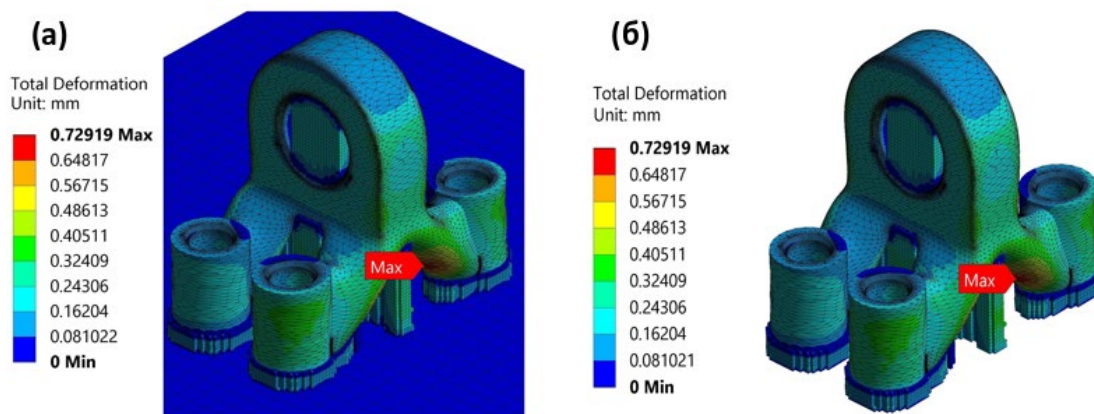 (а)
Total Deformation
Unit: mm
0.72919 Max
0.64817
0.56715
0.48613
0.40511
0.32409
0.24306
0.16204
0.081022
0 Min
Max
(б)
Total Deformation
Unit: mm
0.72919 Max
0.64817
0.56715
0.48613
0.40511
0.32409
0.24306
0.16204
0.081021
0 Min
Max